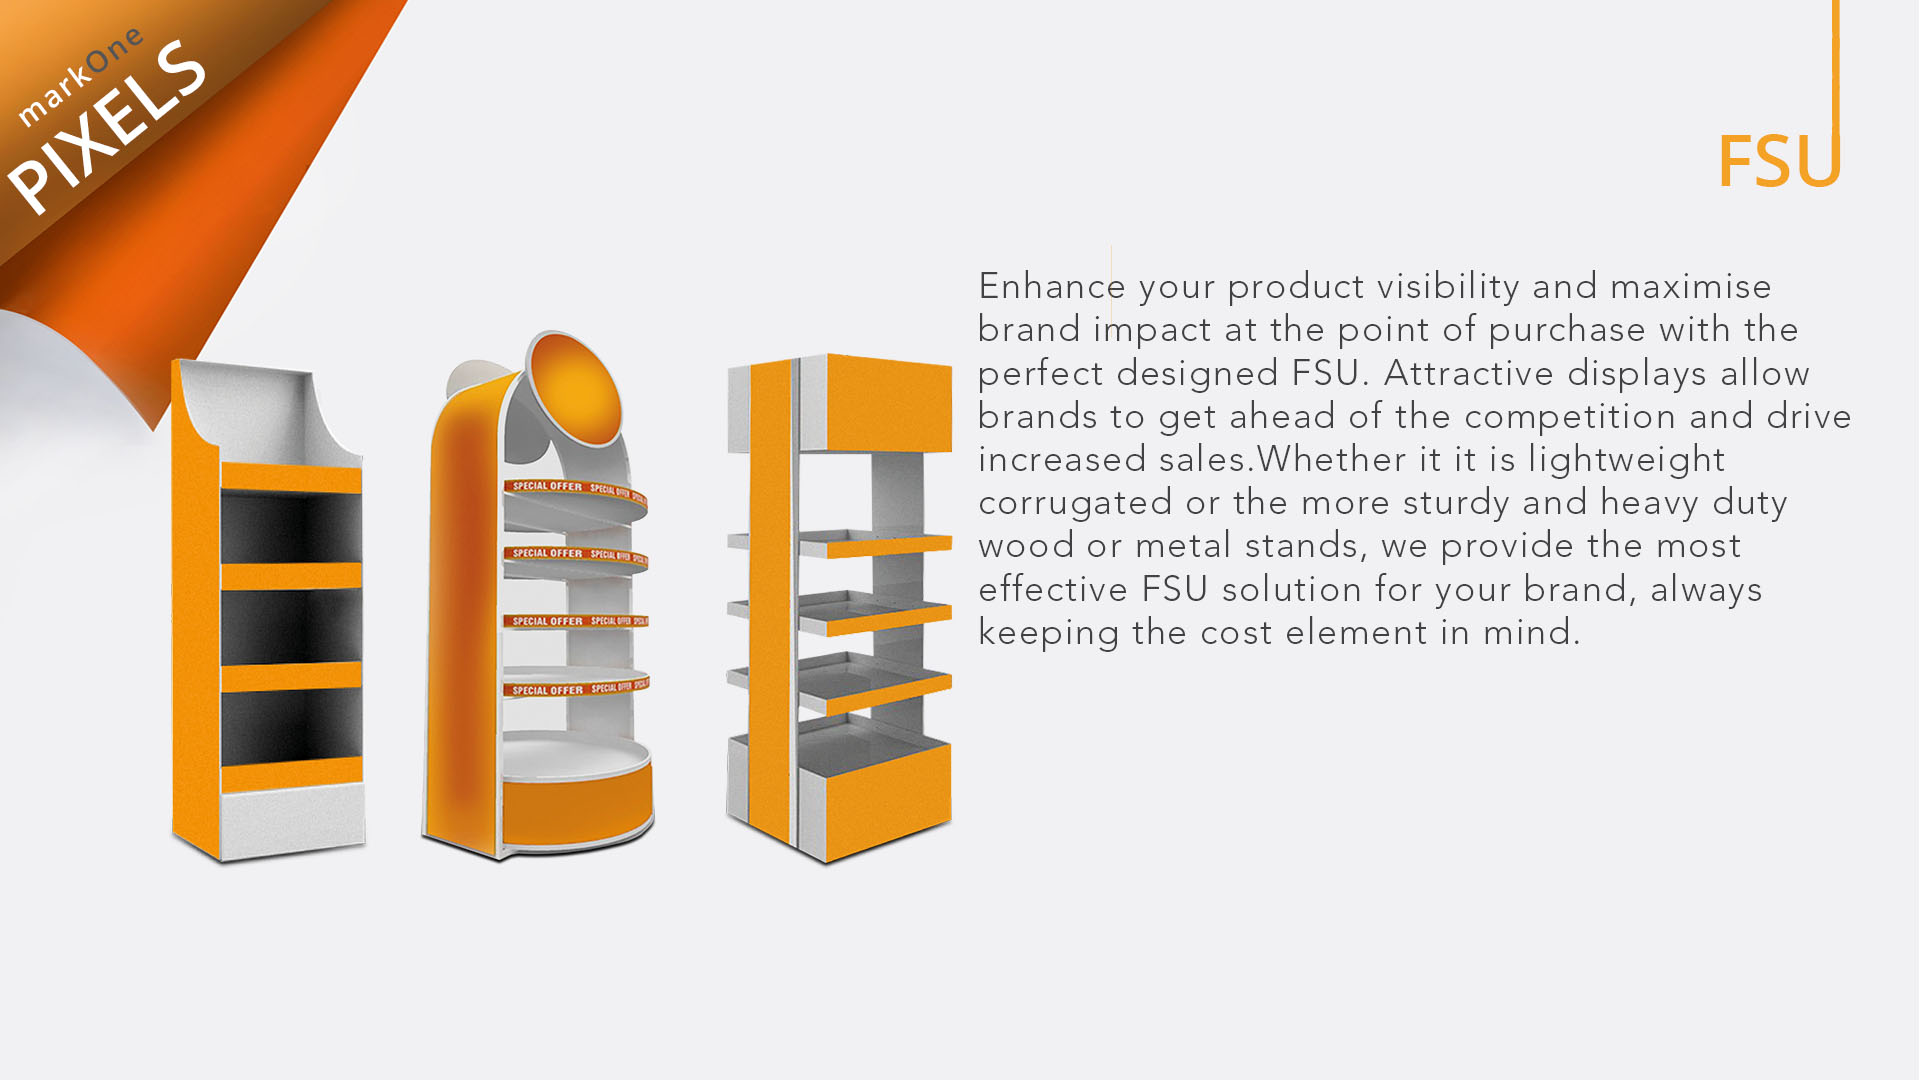 markOne
PIXELS
FSU
Enhance your product visibility and maximise
brand impact at the point of purchase with the
perfect designed FSU. Attractive displays allow
brands to get ahead of the competition and drive
increased sales.Whether it it is lightweight
corrugated or the more sturdy and heavy duty
wood or metal stands, we provide the most
effective FSU solution for your brand, always
keeping the cost element in mind.
SPECIAL OFFER SPECIAL OFFER
SPECIAL OFFER SPECIAL OFFER
SPECIAL OFFER SPECIAL OFFER
SPECIAL OFFER SPECIAL OFFER